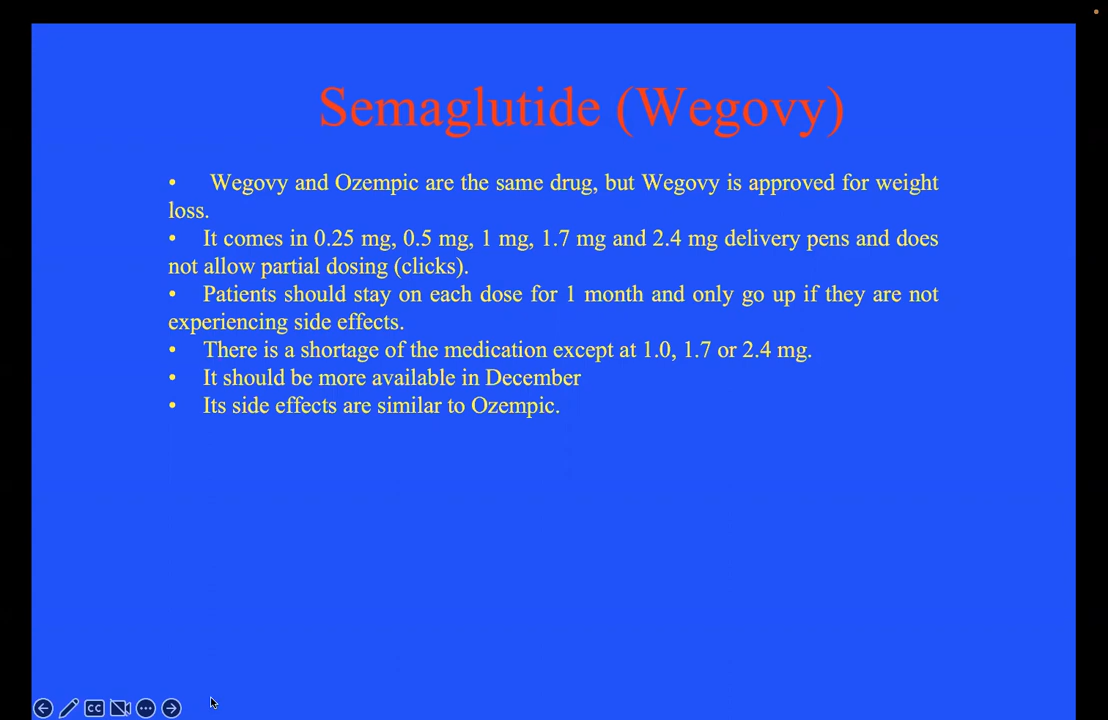 Semaglutide (Wegovy)
• Wegovy and Ozempic are the same drug, but Wegovy is approved for weight
loss.
• It comes in 0.25 mg, 0.5 mg, 1 mg, 1.7 mg and 2.4 mg delivery pens and does
not allow partial dosing (clicks).
• Patients should stay on each dose for 1 month and only go up if they are not
experiencing side effects.
• There is a shortage of the medication except at 1.0, 1.7 or 2.4 mg.
• It should be more available in December
• Its side effects are similar to Ozempic.
CC